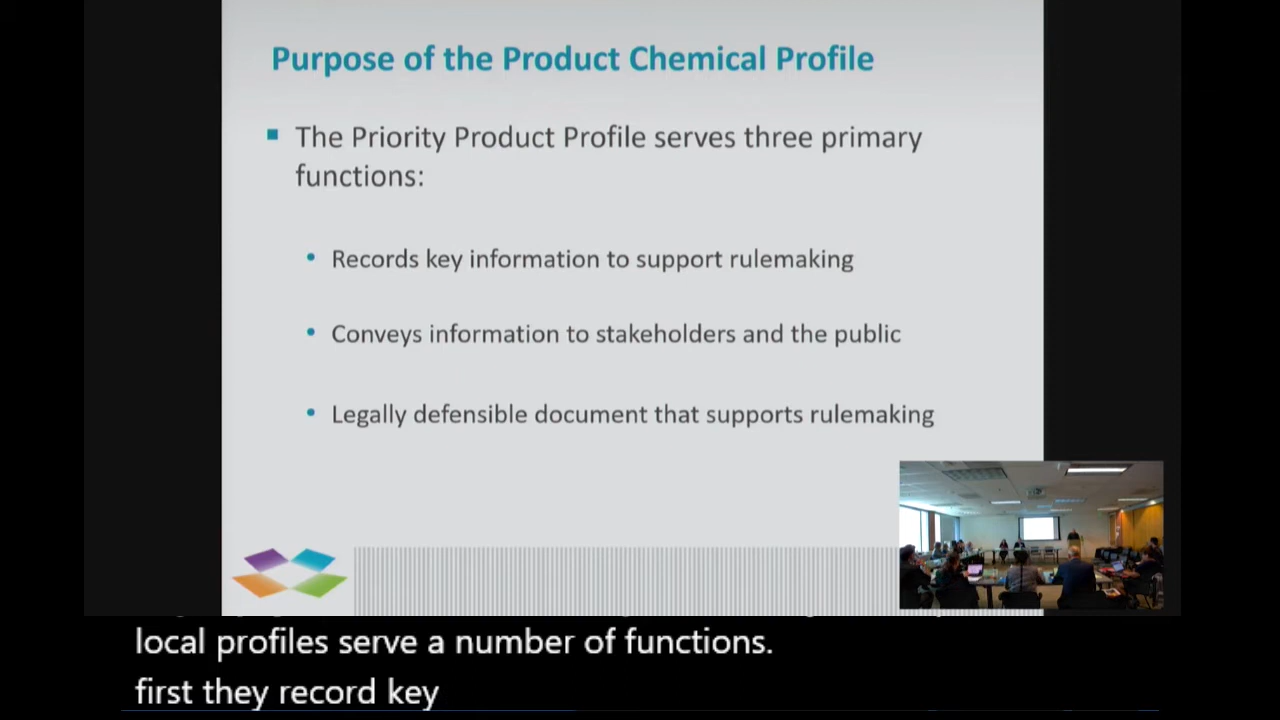 Purpose of the Product Chemical Profile
The Priority Product Profile serves three primary
functions:
Records key information to support rulemaking
Conveys information to stakeholders and the public
Legally defensible document that supports rulemaking
local profiles serve a number of functions.
first they record key